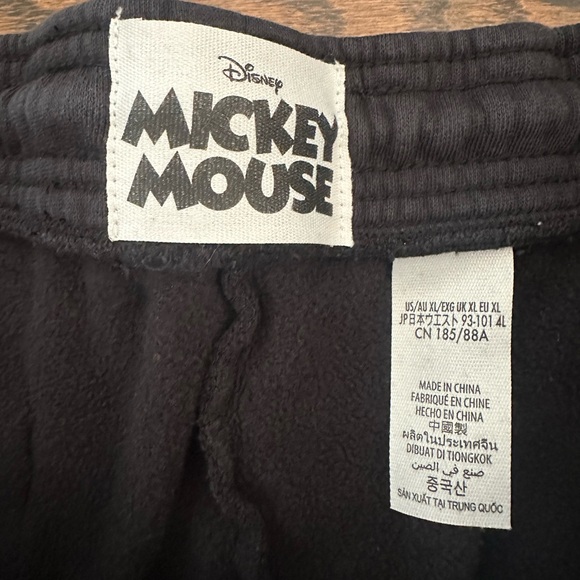 Disney
MICKEY
MOUSE
US/AU XL/EXG UK XL EU XL
JP日本ウエスト 93-101 4L
CN 185/88A
MADE IN CHINA
FABRIQUÉ EN CHINE
HECHO EN CHINA
中國製
ผลิตในประเทศจีน
DIBUAT DI TIONGKOK
صنع في الصين
중국산
SẢN XUẤT TẠI TRUNG QUỐC